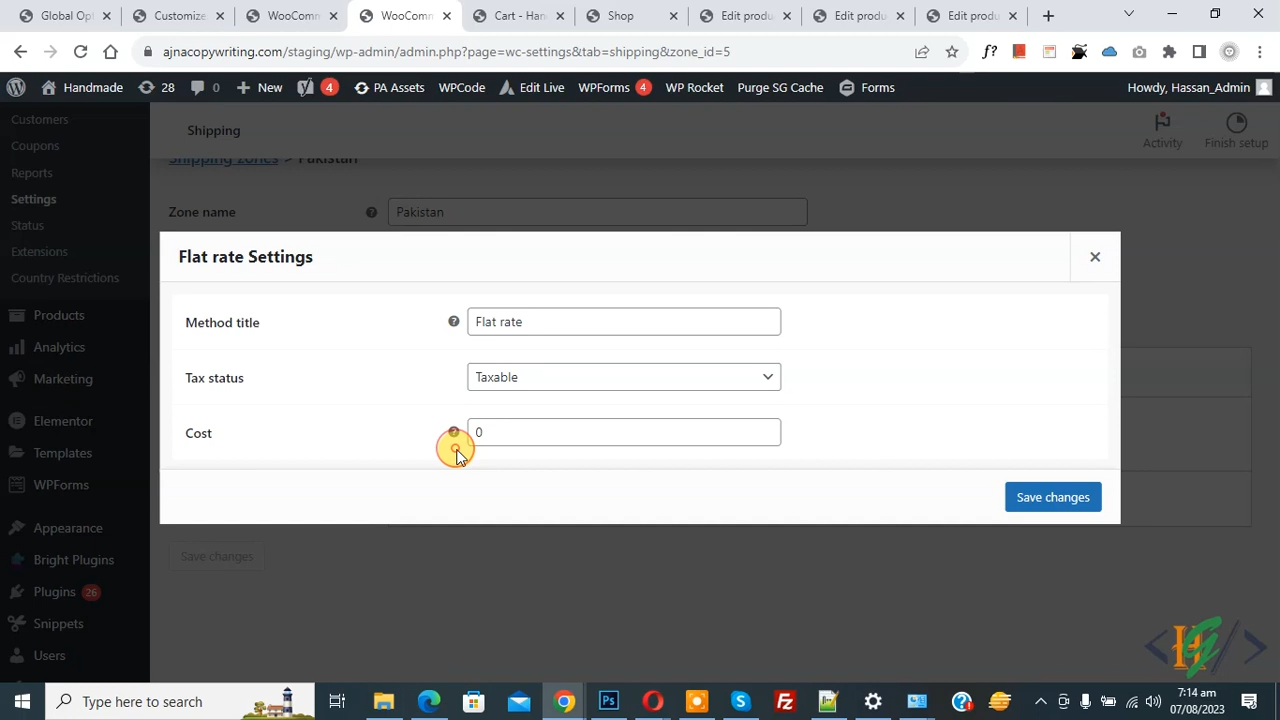 Global Opt
Customize
WooComm
WooComm
Cart - Han
Shop
Edit produ
Edit produ
Edit produ
ajnacopywriting.com/staging/wp-admin/admin.php?page=wc-settings&tab=shipping&zone_id=5
f?
Handmade
28
0
New
4
PA Assets
WPCode
Edit Live
WPForms
4
WP Rocket
Purge SG Cache
Forms
Howdy, Hassan_Admin
Customers
Coupons
Reports
Settings
Status
Extensions
Country Restrictions
Products
Analytics
Marketing
Elementor
Templates
WPForms
Appearance
Bright Plugins
Plugins 26
Snippets
Users
Shipping
Activity
Finish setup
Shipping zones > Pakistan
Zone name
Pakistan
Flat rate Settings
Method title
Flat rate
Tax status
Taxable
Cost
0
Save changes
Save changes
Type here to search
7:14 am
07/08/2023